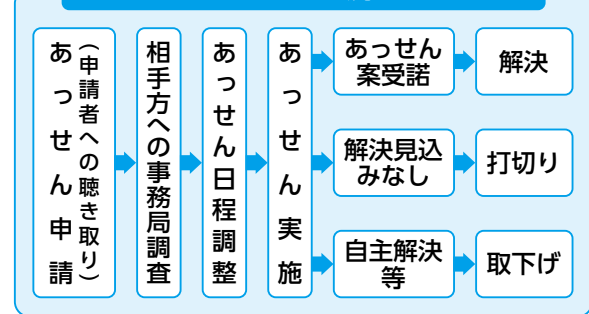 あっせん申請
（申請者への聴き取り）
相手方への事務局調査
あっせん日程調整
あっせん実施
あっせん
案受諾
解決
解決見込
みなし
打切り
自主解決
等
取下げ